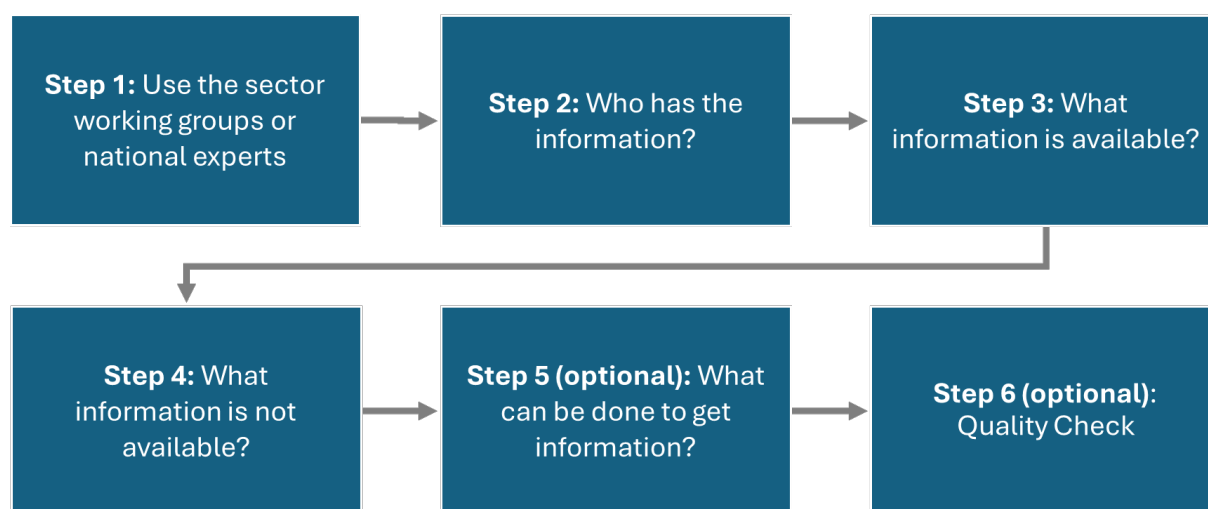 Step 1: Use the sector
working groups or
national experts
Step 2: Who has the
information?
Step 3: What
information is available?
Step 4: What
information is not
available?
Step 5 (optional): What
can be done to get
information?
Step 6 (optional):
Quality Check